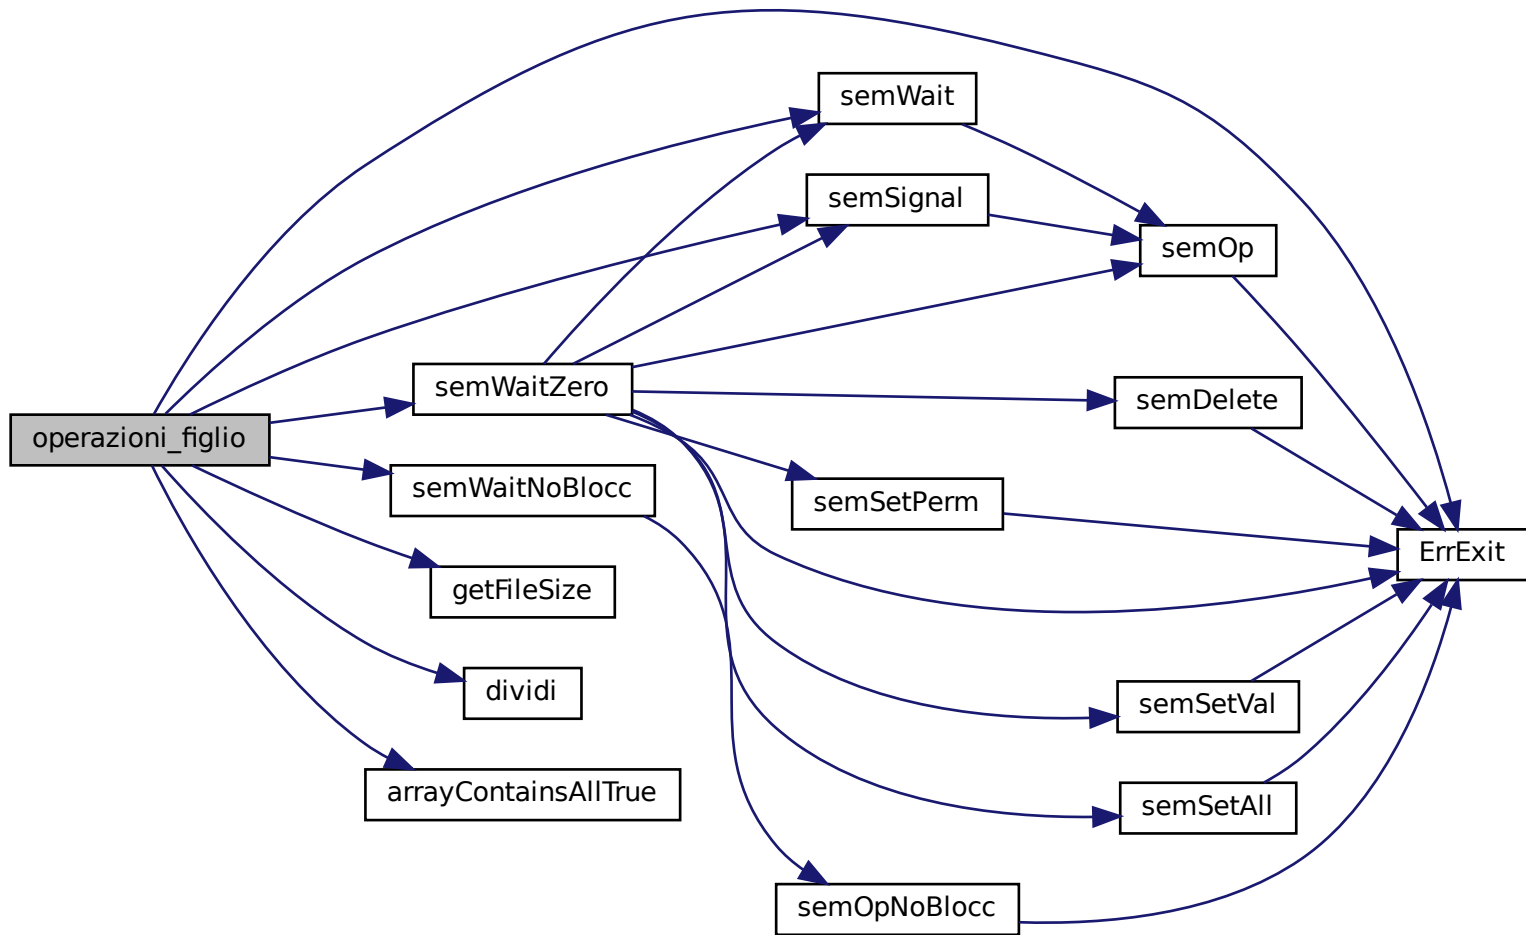 semWait
semSignal
semOp
semWaitZero
semDelete
operazioni_figlio
semWaitNoBlocc
semSetPerm
ErrExit
getFileSize
dividi
semSetVal
arrayContainsAllTrue
semSetAll
semOpNoBlocc